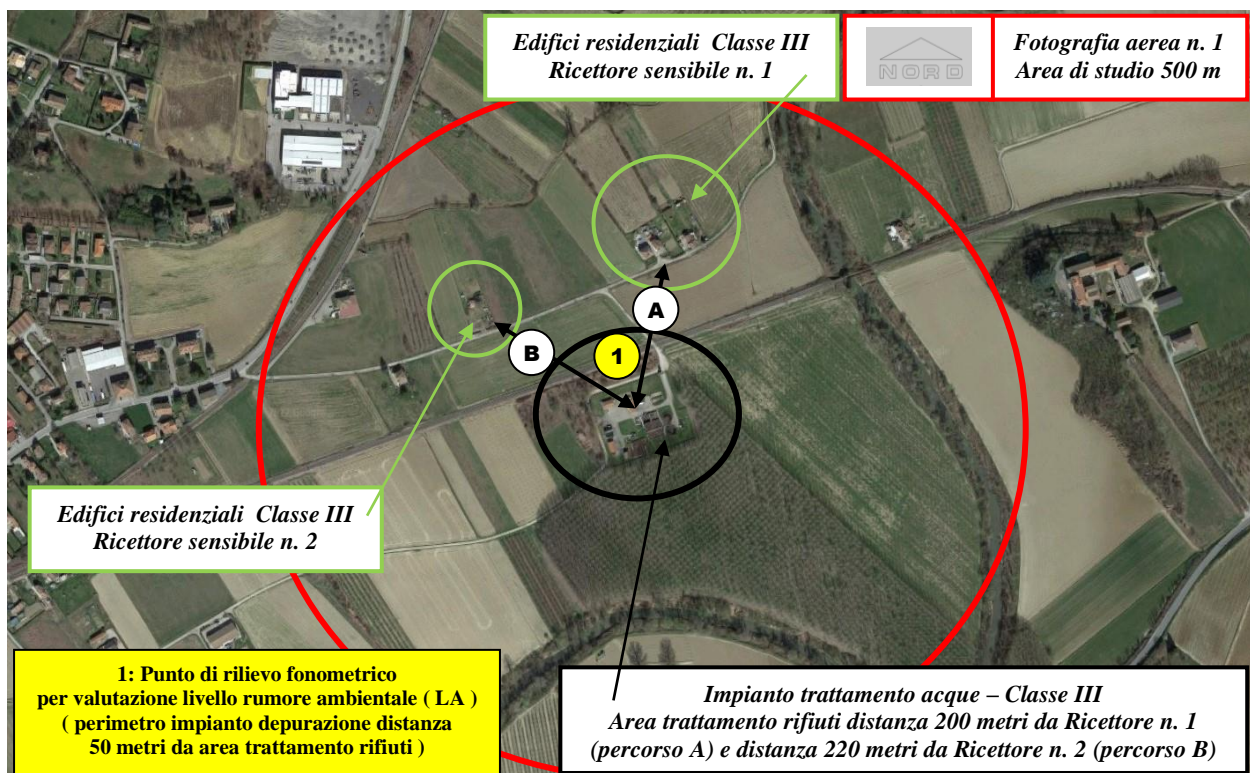 Edifici residenziali Classe III
Ricettore sensibile n. 1
NORD
Fotografia aerea n. 1
Area di studio 500 m
A
B
1
Edifici residenziali Classe III
Ricettore sensibile n. 2
1: Punto di rilievo fonometrico
per valutazione livello rumore ambientale ( LA )
( perimetro impianto depurazione distanza
50 metri da area trattamento rifiuti )
Impianto trattamento acque – Classe III
Area trattamento rifiuti distanza 200 metri da Ricettore n. 1
(percorso A) e distanza 220 metri da Ricettore n. 2 (percorso B)